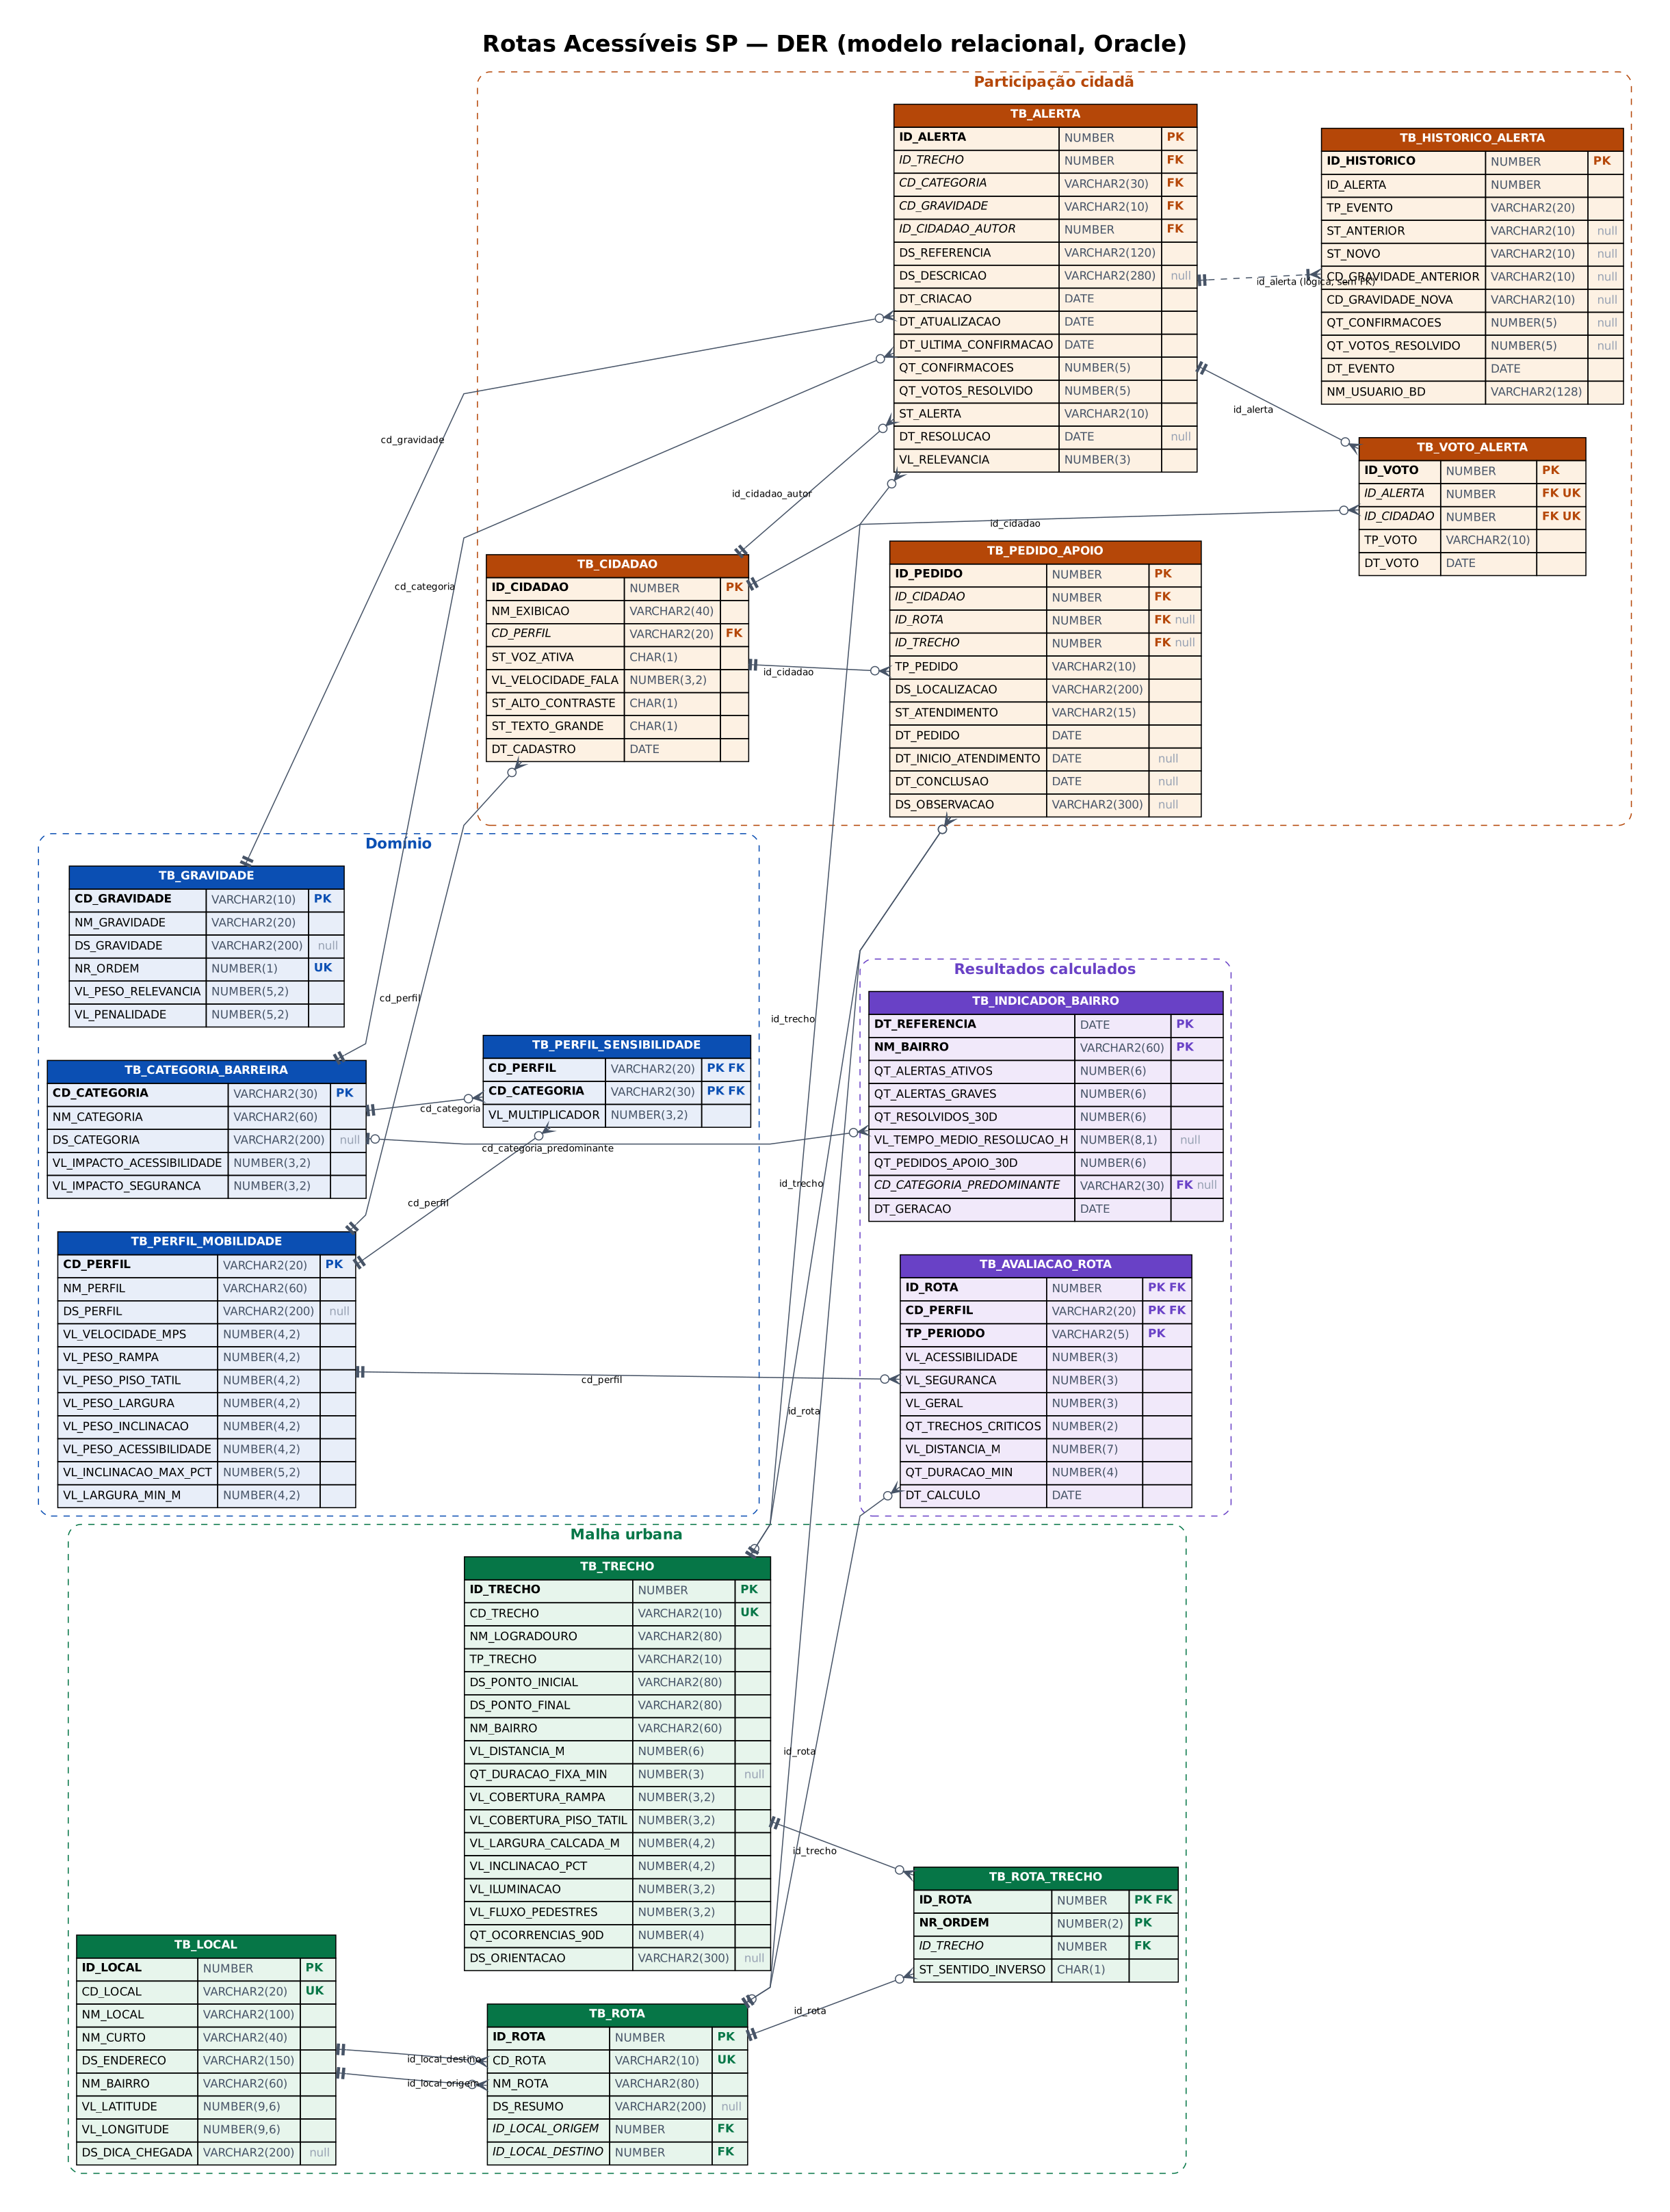 Rotas Acessíveis SP — DER (modelo relacional, Oracle)
Participação cidadã
TB_ALERTA
ID_ALERTA NUMBER PK
ID_TRECHO NUMBER FK
CD_CATEGORIA VARCHAR2(30) FK
CD_GRAVIDADE VARCHAR2(10) FK
ID_CIDADAO_AUTOR NUMBER FK
DS_REFERENCIA VARCHAR2(120)
DS_DESCRICAO VARCHAR2(280) null
DT_CRIACAO DATE
DT_ATUALIZACAO DATE
DT_ULTIMA_CONFIRMACAO DATE
QT_CONFIRMACOES NUMBER(5)
QT_VOTOS_RESOLVIDO NUMBER(5)
ST_ALERTA VARCHAR2(10)
DT_RESOLUCAO DATE null
VL_RELEVANCIA NUMBER(3)
TB_HISTORICO_ALERTA
ID_HISTORICO NUMBER PK
ID_ALERTA NUMBER
TP_EVENTO VARCHAR2(20)
ST_ANTERIOR VARCHAR2(10) null
ST_NOVO VARCHAR2(10) null
CD_GRAVIDADE_ANTERIOR VARCHAR2(10) null
CD_GRAVIDADE_NOVA VARCHAR2(10) null
QT_CONFIRMACOES NUMBER(5) null
QT_VOTOS_RESOLVIDO NUMBER(5) null
DT_EVENTO DATE
NM_USUARIO_BD VARCHAR2(128)
id_alerta (lógica, sem FK)
id_alerta
TB_VOTO_ALERTA
ID_VOTO NUMBER PK
ID_ALERTA NUMBER FK UK
ID_CIDADAO NUMBER FK UK
TP_VOTO VARCHAR2(10)
DT_VOTO DATE
cd_gravidade
id_cidadao_autor
id_cidadao
cd_categoria
TB_CIDADAO
ID_CIDADAO NUMBER PK
NM_EXIBICAO VARCHAR2(40)
CD_PERFIL VARCHAR2(20) FK
ST_VOZ_ATIVA CHAR(1)
VL_VELOCIDADE_FALA NUMBER(3,2)
ST_ALTO_CONTRASTE CHAR(1)
ST_TEXTO_GRANDE CHAR(1)
DT_CADASTRO DATE
id_cidadao
TB_PEDIDO_APOIO
ID_PEDIDO NUMBER PK
ID_CIDADAO NUMBER FK
ID_ROTA NUMBER FK null
ID_TRECHO NUMBER FK null
TP_PEDIDO VARCHAR2(10)
DS_LOCALIZACAO VARCHAR2(200)
ST_ATENDIMENTO VARCHAR2(15)
DT_PEDIDO DATE
DT_INICIO_ATENDIMENTO DATE null
DT_CONCLUSAO DATE null
DS_OBSERVACAO VARCHAR2(300) null
Domínio
TB_GRAVIDADE
CD_GRAVIDADE VARCHAR2(10) PK
NM_GRAVIDADE VARCHAR2(20)
DS_GRAVIDADE VARCHAR2(200) null
NR_ORDEM NUMBER(1) UK
VL_PESO_RELEVANCIA NUMBER(5,2)
VL_PENALIDADE NUMBER(5,2)
cd_perfil
id_trecho
TB_CATEGORIA_BARREIRA
CD_CATEGORIA VARCHAR2(30) PK
NM_CATEGORIA VARCHAR2(60)
DS_CATEGORIA VARCHAR2(200) null
VL_IMPACTO_ACESSIBILIDADE NUMBER(3,2)
VL_IMPACTO_SEGURANCA NUMBER(3,2)
TB_PERFIL_SENSIBILIDADE
CD_PERFIL VARCHAR2(20) PK FK
CD_CATEGORIA VARCHAR2(30) PK FK
VL_MULTIPLICADOR NUMBER(3,2)
cd_categoria
cd_categoria_predominante
id_trecho
cd_perfil
TB_PERFIL_MOBILIDADE
CD_PERFIL VARCHAR2(20) PK
NM_PERFIL VARCHAR2(60)
DS_PERFIL VARCHAR2(200) null
VL_VELOCIDADE_MPS NUMBER(4,2)
VL_PESO_RAMPA NUMBER(4,2)
VL_PESO_PISO_TATIL NUMBER(4,2)
VL_PESO_LARGURA NUMBER(4,2)
VL_PESO_INCLINACAO NUMBER(4,2)
VL_PESO_ACESSIBILIDADE NUMBER(4,2)
VL_INCLINACAO_MAX_PCT NUMBER(5,2)
VL_LARGURA_MIN_M NUMBER(4,2)
cd_perfil
id_rota
Resultados calculados
TB_INDICADOR_BAIRRO
DT_REFERENCIA DATE PK
NM_BAIRRO VARCHAR2(60) PK
QT_ALERTAS_ATIVOS NUMBER(6)
QT_ALERTAS_GRAVES NUMBER(6)
QT_RESOLVIDOS_30D NUMBER(6)
VL_TEMPO_MEDIO_RESOLUCAO_H NUMBER(8,1) null
QT_PEDIDOS_APOIO_30D NUMBER(6)
CD_CATEGORIA_PREDOMINANTE VARCHAR2(30) FK null
DT_GERACAO DATE
TB_AVALIACAO_ROTA
ID_ROTA NUMBER PK FK
CD_PERFIL VARCHAR2(20) PK FK
TP_PERIODO VARCHAR2(5) PK
VL_ACESSIBILIDADE NUMBER(3)
VL_SEGURANCA NUMBER(3)
VL_GERAL NUMBER(3)
QT_TRECHOS_CRITICOS NUMBER(2)
VL_DISTANCIA_M NUMBER(7)
QT_DURACAO_MIN NUMBER(4)
DT_CALCULO DATE
Malha urbana
TB_TRECHO
ID_TRECHO NUMBER PK
CD_TRECHO VARCHAR2(10) UK
NM_LOGRADOURO VARCHAR2(80)
TP_TRECHO VARCHAR2(10)
DS_PONTO_INICIAL VARCHAR2(80)
DS_PONTO_FINAL VARCHAR2(80)
NM_BAIRRO VARCHAR2(60)
VL_DISTANCIA_M NUMBER(6)
QT_DURACAO_FIXA_MIN NUMBER(3) null
VL_COBERTURA_RAMPA NUMBER(3,2)
VL_COBERTURA_PISO_TATIL NUMBER(3,2)
VL_LARGURA_CALCADA_M NUMBER(4,2)
VL_INCLINACAO_PCT NUMBER(4,2)
VL_ILUMINACAO NUMBER(3,2)
VL_FLUXO_PEDESTRES NUMBER(3,2)
QT_OCORRENCIAS_90D NUMBER(4)
DS_ORIENTACAO VARCHAR2(300) null
id_rota
id_trecho
TB_ROTA_TRECHO
ID_ROTA NUMBER PK FK
NR_ORDEM NUMBER(2) PK
ID_TRECHO NUMBER FK
ST_SENTIDO_INVERSO CHAR(1)
id_rota
TB_LOCAL
ID_LOCAL NUMBER PK
CD_LOCAL VARCHAR2(20) UK
NM_LOCAL VARCHAR2(100)
NM_CURTO VARCHAR2(40)
DS_ENDERECO VARCHAR2(150)
NM_BAIRRO VARCHAR2(60)
VL_LATITUDE NUMBER(9,6)
VL_LONGITUDE NUMBER(9,6)
DS_DICA_CHEGADA VARCHAR2(200) null
id_local_destino
id_local_origem
TB_ROTA
ID_ROTA NUMBER PK
CD_ROTA VARCHAR2(10) UK
NM_ROTA VARCHAR2(80)
DS_RESUMO VARCHAR2(200) null
ID_LOCAL_ORIGEM NUMBER FK
ID_LOCAL_DESTINO NUMBER FK